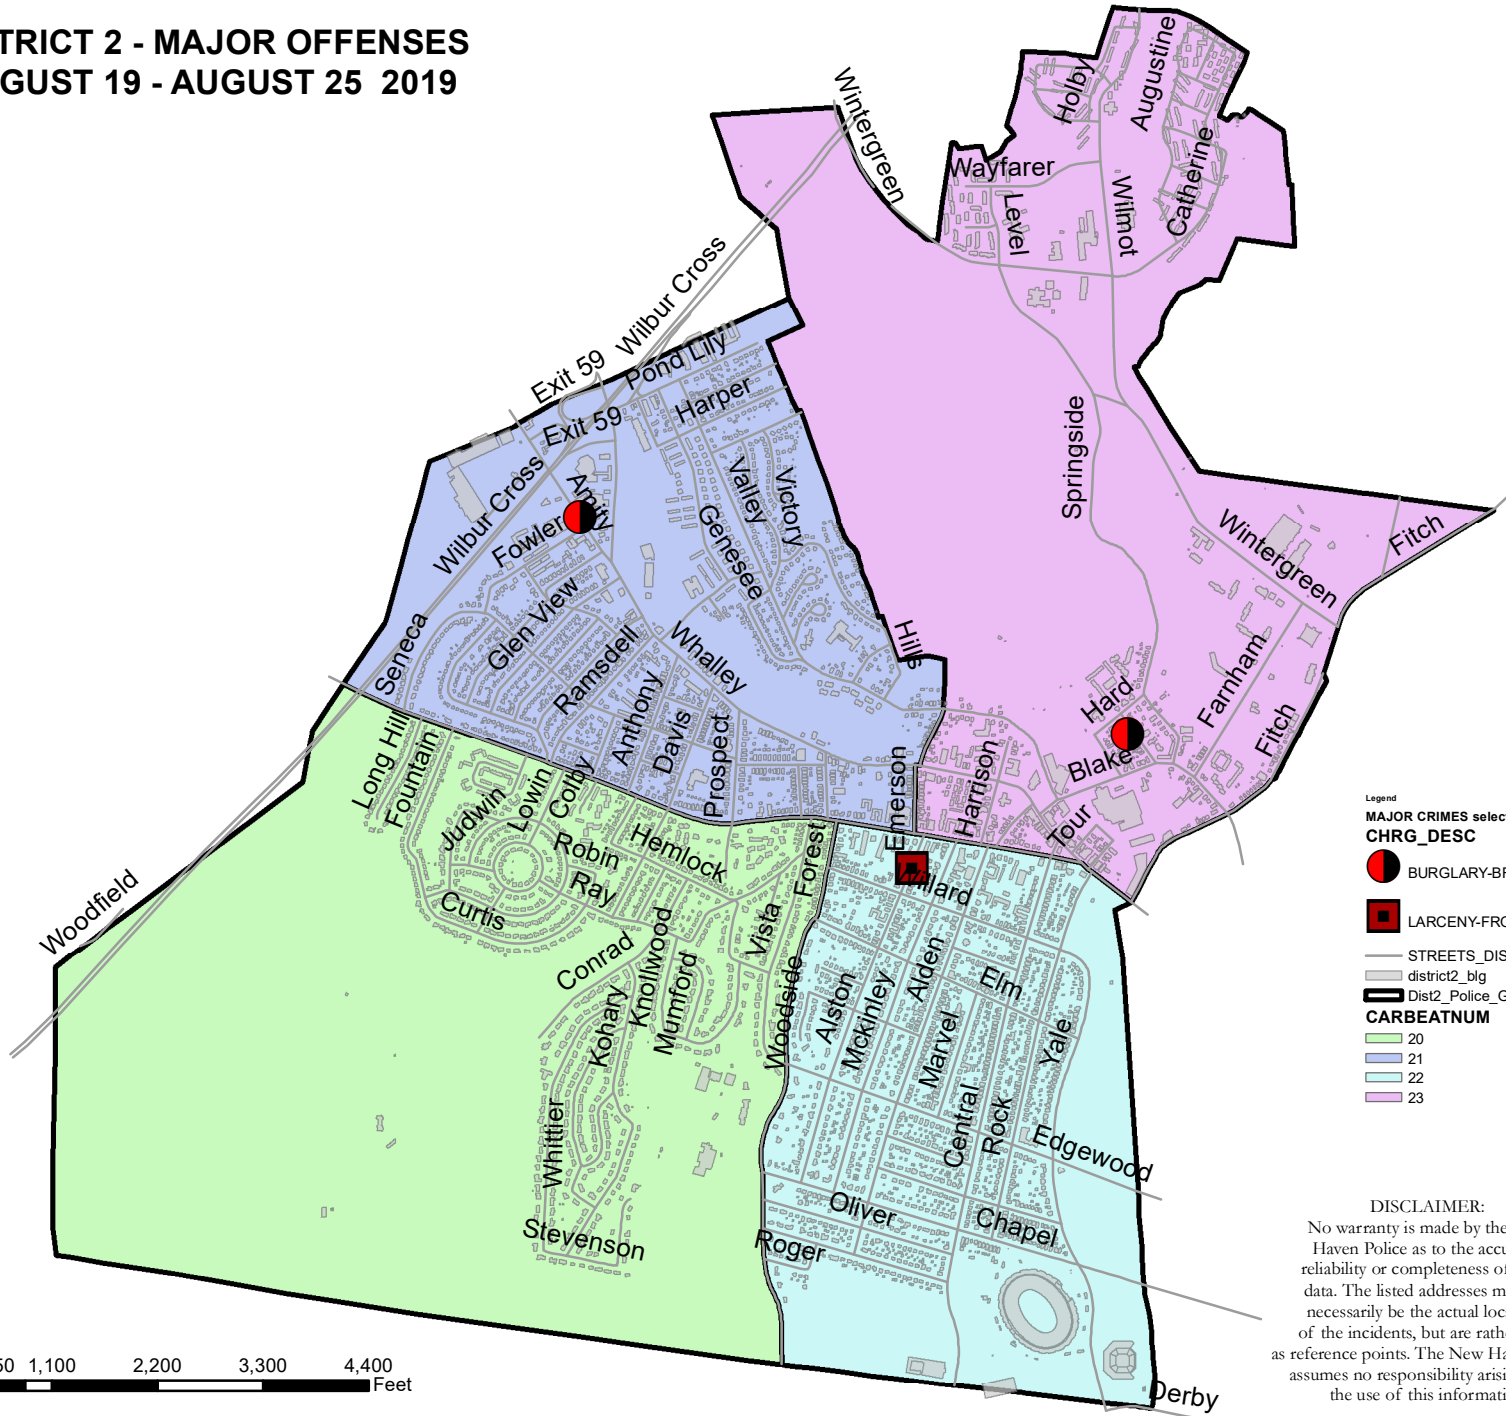 TRICT 2 - MAJOR OFFENSES
GUST 19 - AUGUST 25 2019
Wintergreen
Holby
Augustine
Wayfarer
Level
Wilmot
Catherine
Wilbur Cross
Exit 59
Pond Lily
Harper
Exit 59
Wilbur Cross
Amity
Fowler
Valley
Victory
Genesee
Springside
Wintergreen
Fitch
Seneca
Glen View
Ramsdell
Whalley
Hills
Anthony
Davis
Prospect
Hard
Farnham
Fitch
Blake
Emerson
Harrison
Tour
Long Hill
Fountain
Judwin
Lowin
Colby
Robin
Hemlock
Ray
Forest
Curtis
Woodfield
Conrad
Knollwood
Vista
Mumford
Kohary
Woodside
Alston
Mckinley
Alden
Elm
Marvel
Yale
Central
Rock
Edgewood
Whittier
Stevenson
Oliver
Chapel
Roger
Derby
50 1,100 2,200 3,300 4,400
Feet
Legend
MAJOR CRIMES selec
CHRG_DESC
BURGLARY-BR
LARCENY-FRO
STREETS_DIS
district2_blg
Dist2_Police_G
CARBEATNUM
20
21
22
23
DISCLAIMER:
No warranty is made by the
Haven Police as to the accu
reliability or completeness of
data. The listed addresses m
necessarily be the actual loc
of the incidents, but are rath
as reference points. The New Ha
assumes no responsibility arisi
the use of this informati